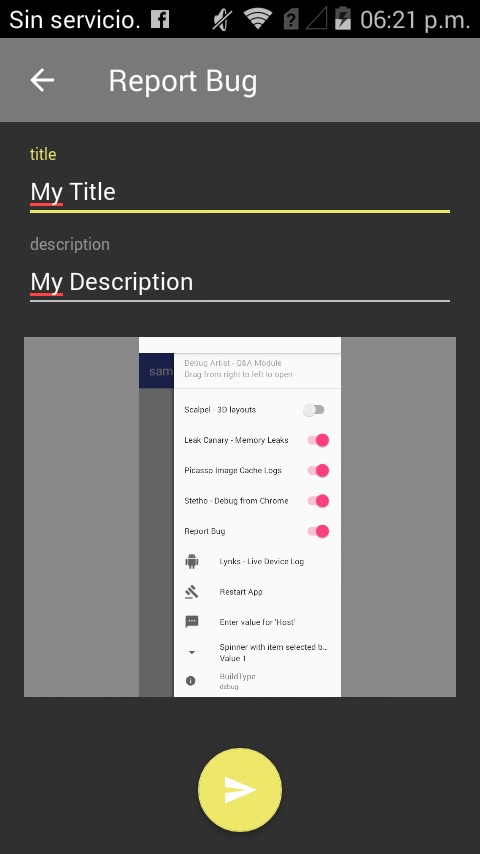 Sin servicio. 06:21 p.m.
Report Bug
title
My Title
description
My Description
sam
Debug Artist - Q&A Module
Drag from right to left to open
Scalpel - 3D layouts
Leak Canary - Memory Leaks
Picasso Image Cache Logs
Stetho - Debug from Chrome
Report Bug
Lynks - Live Device Log
Restart App
Enter value for 'Host'
Spinner with item selected b...
Value 1
BuildType
debug